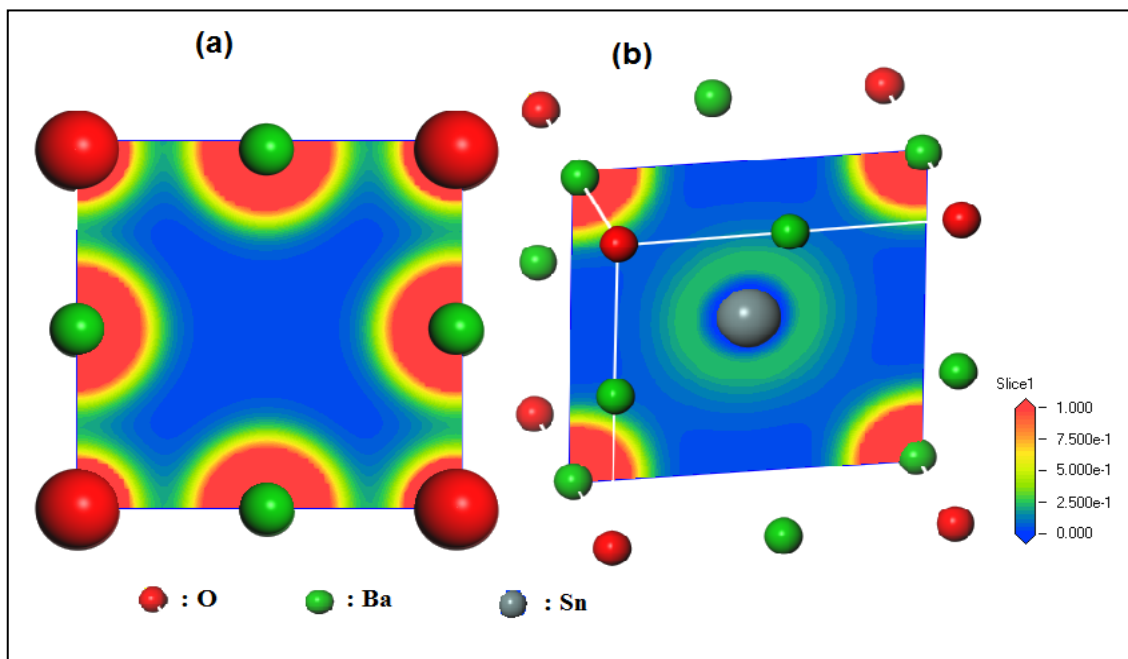 (a)
(b)
Slice1
1.000
7.500e-1
5.000e-1
2.500e-1
0.000
: O
: Ba
: Sn